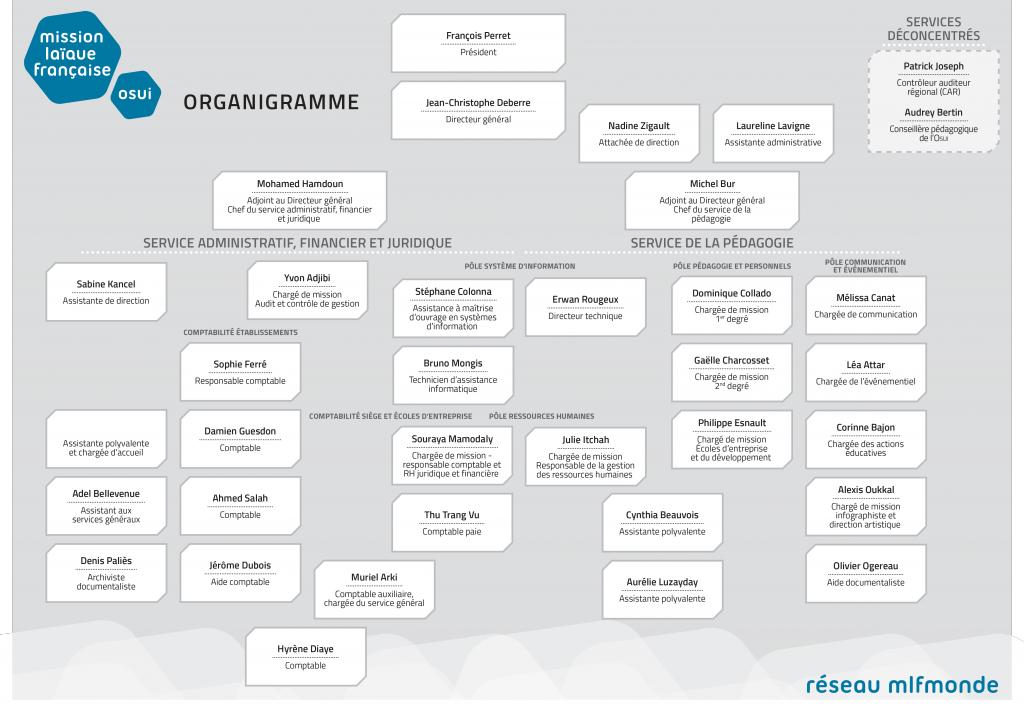 mission
laïque
française
osui
ORGANIGRAMME
François Perret
Président
Jean-Christophe Deberre
Directeur général
Nadine Zigault
Attachée de direction
Laureline Lavigne
Assistante administrative
SERVICES
DÉCONCENTRÉS
Patrick Joseph
Contrôleur auditeur
régional (CAR)
Audrey Bertin
Conseillère pédagogique
de l'Osui
Mohamed Hamdoun
Adjoint au Directeur général
Chef du service administratif, financier
et juridique
Michel Bur
Adjoint au Directeur général
Chef du service de la
pédagogie
SERVICE ADMINISTRATIF, FINANCIER ET JURIDIQUE
SERVICE DE LA PÉDAGOGIE
Sabine Kancel
Assistante de direction
Yvon Adjibi
Chargé de mission
Audit et contrôle de gestion
PÔLE SYSTÈME D'INFORMATION
Stéphane Colonna
Assistance à maîtrise
d'ouvrage en systèmes
d'information
Erwan Rougeux
Directeur technique
Bruno Mongis
Technicien d'assistance
informatique
PÔLE PÉDAGOGIE ET PERSONNELS
Dominique Collado
Chargée de mission
1er degré
Gaëlle Charcosset
Chargée de mission
2nd degré
Philippe Esnault
Chargé de mission
Écoles d'entreprise
et du développement
PÔLE COMMUNICATION
ET ÉVÉNEMENTIEL
Mélissa Canat
Chargée de communication
Léa Attar
Chargée de l'événementiel
Corinne Bajon
Chargée des actions
éducatives
Alexis Oukkal
Chargé de mission
infographiste et
direction artistique
Olivier Ogereau
Aide documentaliste
COMPTABILITÉ ÉTABLISSEMENTS
Sophie Ferré
Responsable comptable
Assistante polyvalente
et chargée d'accueil
Damien Guesdon
Comptable
Adel Bellevenue
Assistant aux
services généraux
Ahmed Salah
Comptable
Denis Paliès
Archiviste
documentaliste
Jérôme Dubois
Aide comptable
COMPTABILITÉ SIÈGE ET ÉCOLES D'ENTREPRISE
Souraya Mamodaly
Chargée de mission -
responsable comptable et
RH juridique et financière
Thu Trang Vu
Comptable paie
Muriel Arki
Comptable auxiliaire,
chargée du service général
Hyrène Diaye
Comptable
PÔLE RESSOURCES HUMAINES
Julie Itchah
Chargée de mission
Responsable de la gestion
des ressources humaines
Cynthia Beauvois
Assistante polyvalente
Aurélie Luzayday
Assistante polyvalente
réseau mlfmonde